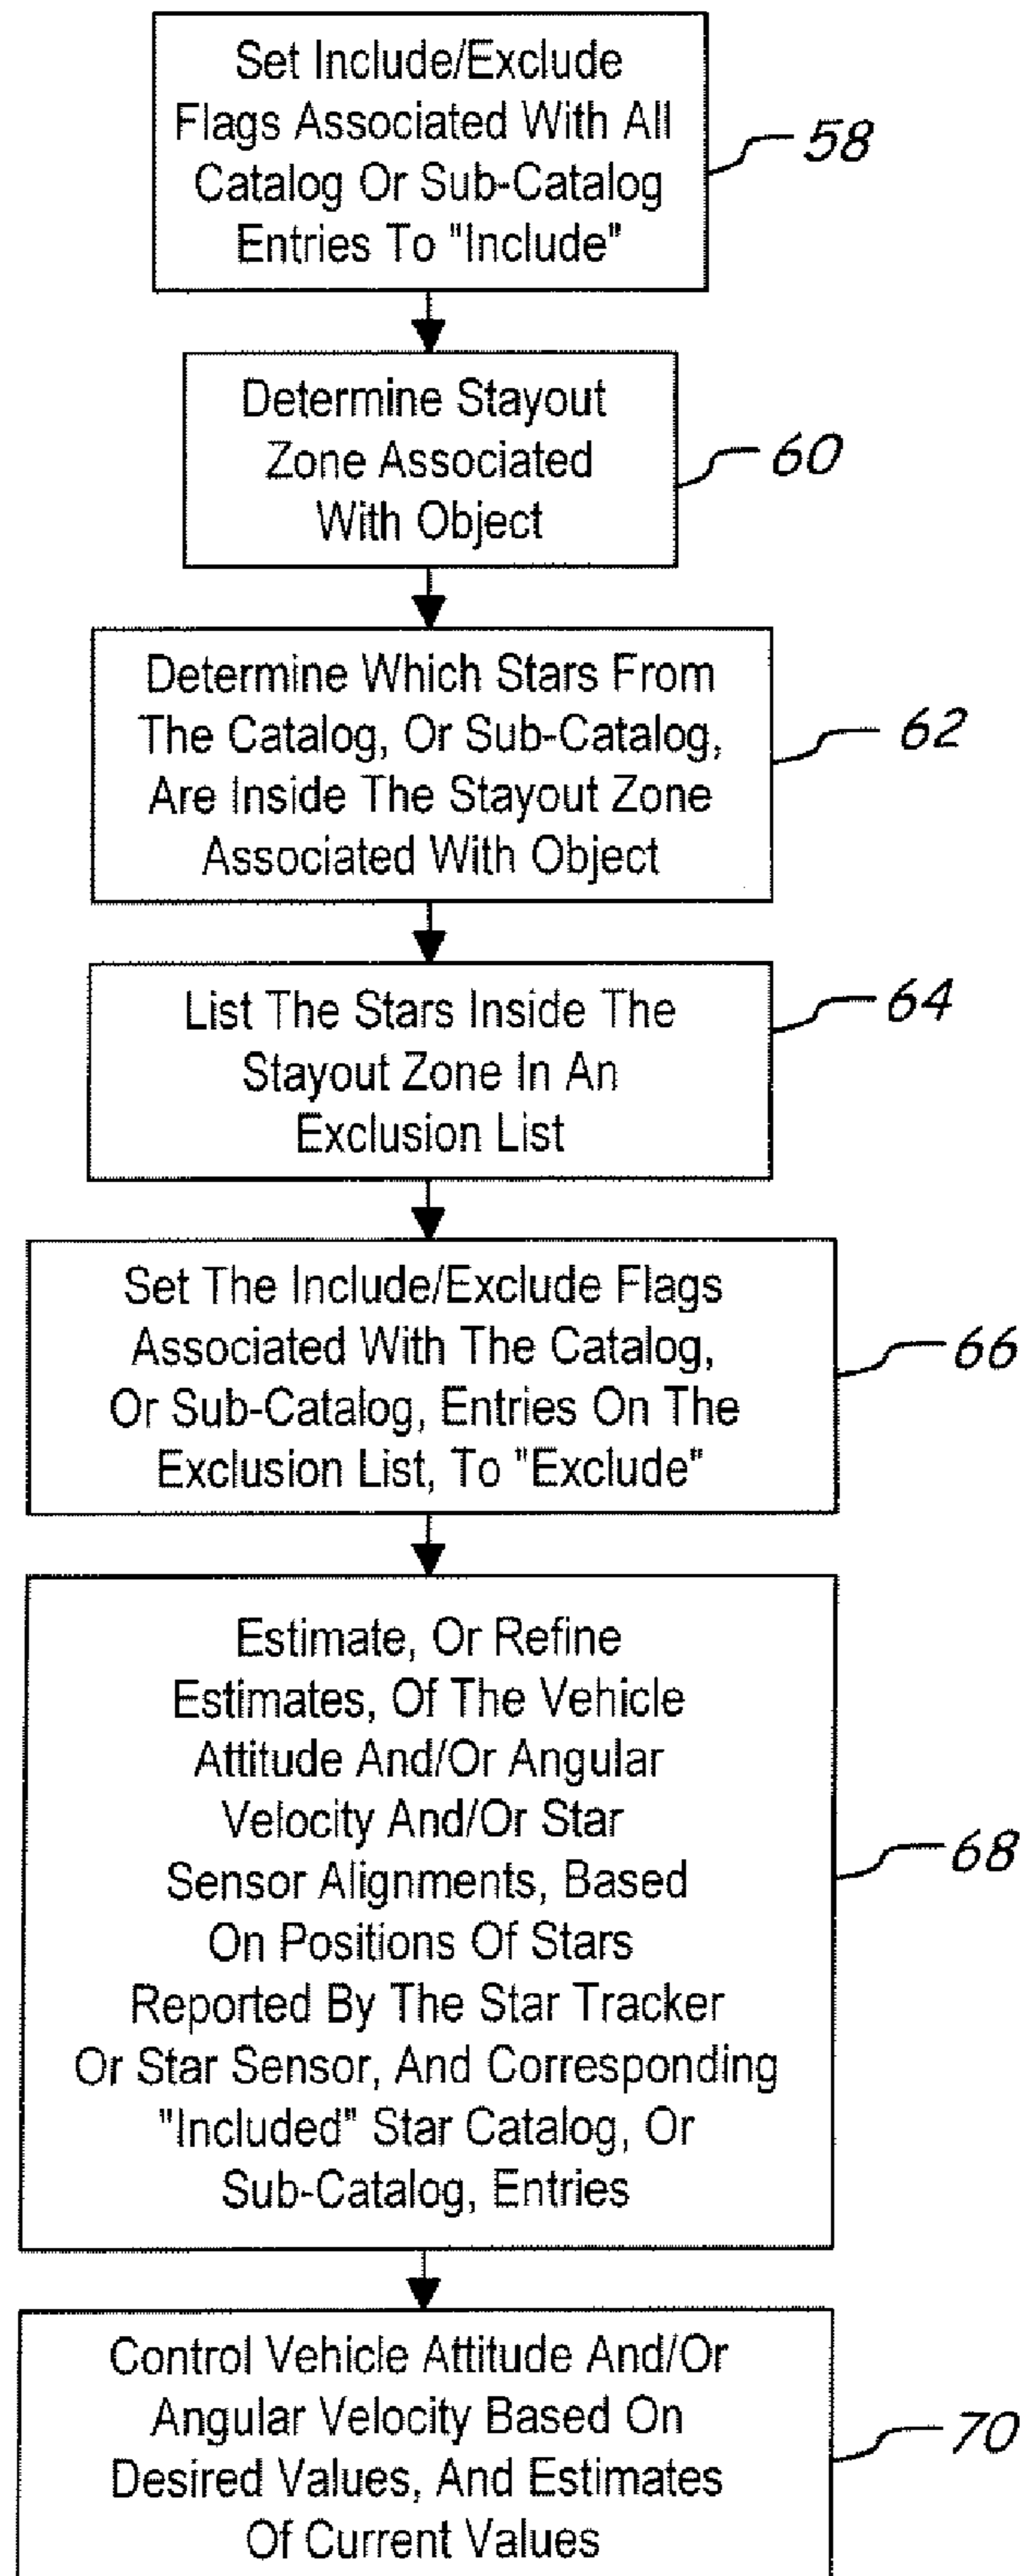 Set Include/Exclude
Flags Associated With All
Catalog Or Sub-Catalog
Entries To "Include"
58
Determine Stayout
Zone Associated
With Object
60
Determine Which Stars From
The Catalog, Or Sub-Catalog,
Are Inside The Stayout Zone
Associated With Object
62
List The Stars Inside The
Stayout Zone In An
Exclusion List
64
Set The Include/Exclude Flags
Associated With The Catalog,
Or Sub-Catalog, Entries On The
Exclusion List, To "Exclude"
66
Estimate, Or Refine
Estimates, Of The Vehicle
Attitude And/Or Angular
Velocity And/Or Star
Sensor Alignments, Based
On Positions Of Stars
Reported By The Star Tracker
Or Star Sensor, And Corresponding
"Included" Star Catalog, Or
Sub-Catalog, Entries
68
Control Vehicle Attitude And/Or
Angular Velocity Based On
Desired Values, And Estimates
Of Current Values
70